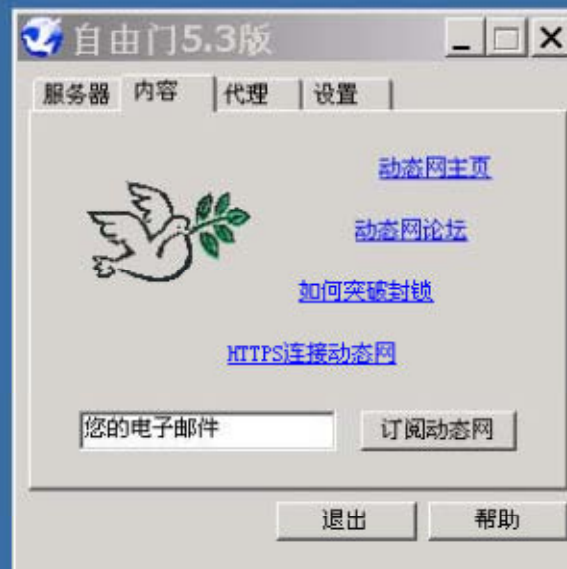 自由门5.3版
服务器 内容 代理 设置
动态网主页
动态网论坛
如何突破封锁
HTTPS连接动态网
您的电子邮件 订阅动态网
退出 帮助